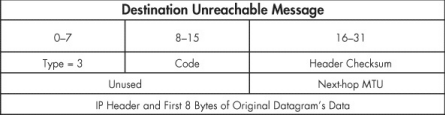 Destination Unreachable Message
0–7 8–15 16–31
Type = 3 Code Header Checksum
Unused Next-hop MTU
IP Header and First 8 Bytes of Original Datagram's Data